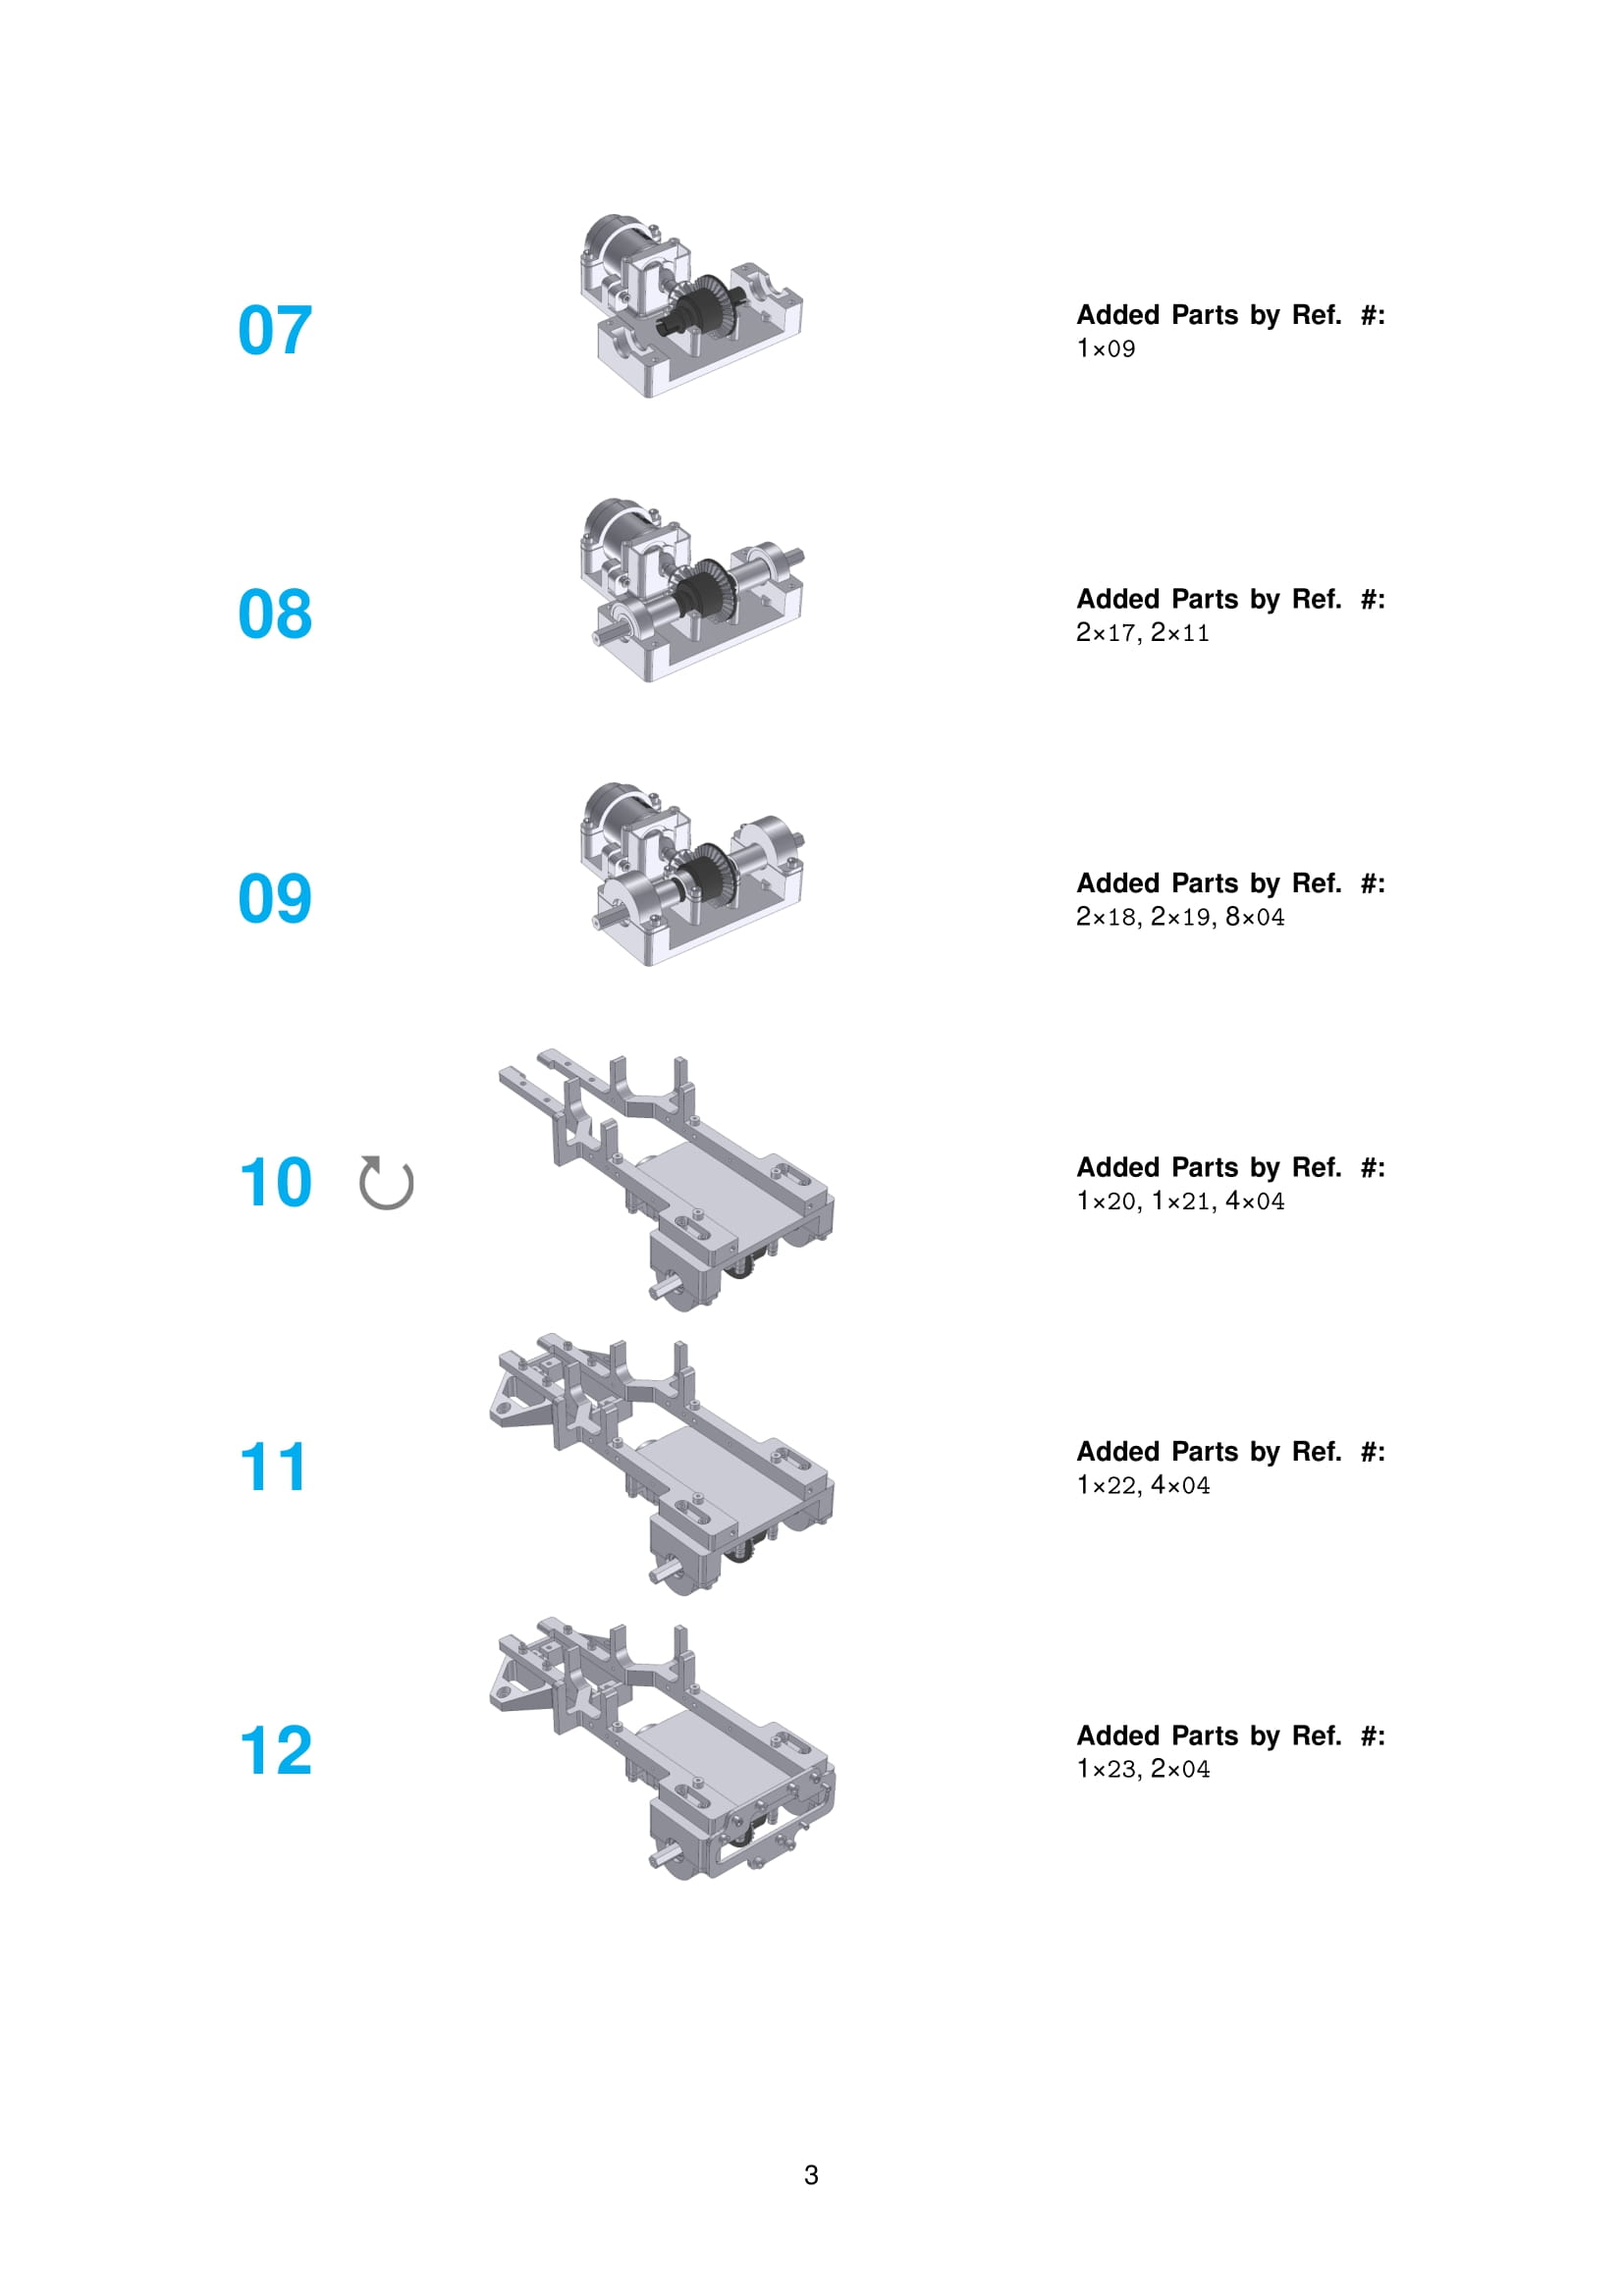 07
Added Parts by Ref. #:
1×09
08
Added Parts by Ref. #:
2×17, 2×11
09
Added Parts by Ref. #:
2×18, 2×19, 8×04
10
Added Parts by Ref. #:
1×20, 1×21, 4×04
11
Added Parts by Ref. #:
1×22, 4×04
12
Added Parts by Ref. #:
1×23, 2×04
3